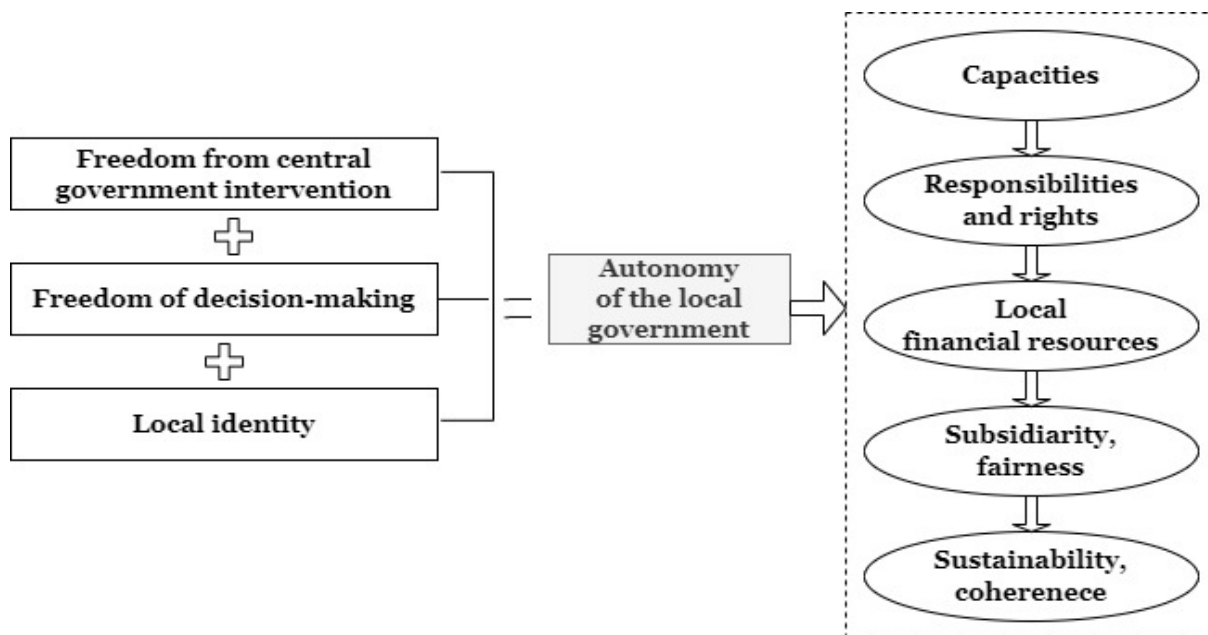 Freedom from central
government intervention
Freedom of decision-making
Local identity
Autonomy
of the local
government
Capacities
Responsibilities
and rights
Local
financial resources
Subsidiarity,
fairness
Sustainability,
coherenece